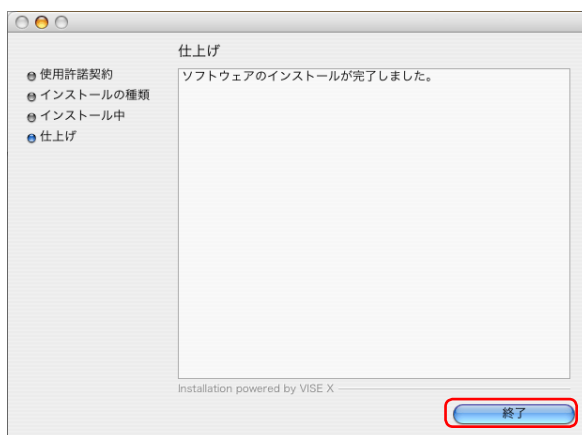 仕上げ
使用許諾契約
インストールの種類
インストール中
仕上げ
ソフトウェアのインストールが完了しました。
Installation powered by VISE X
終了